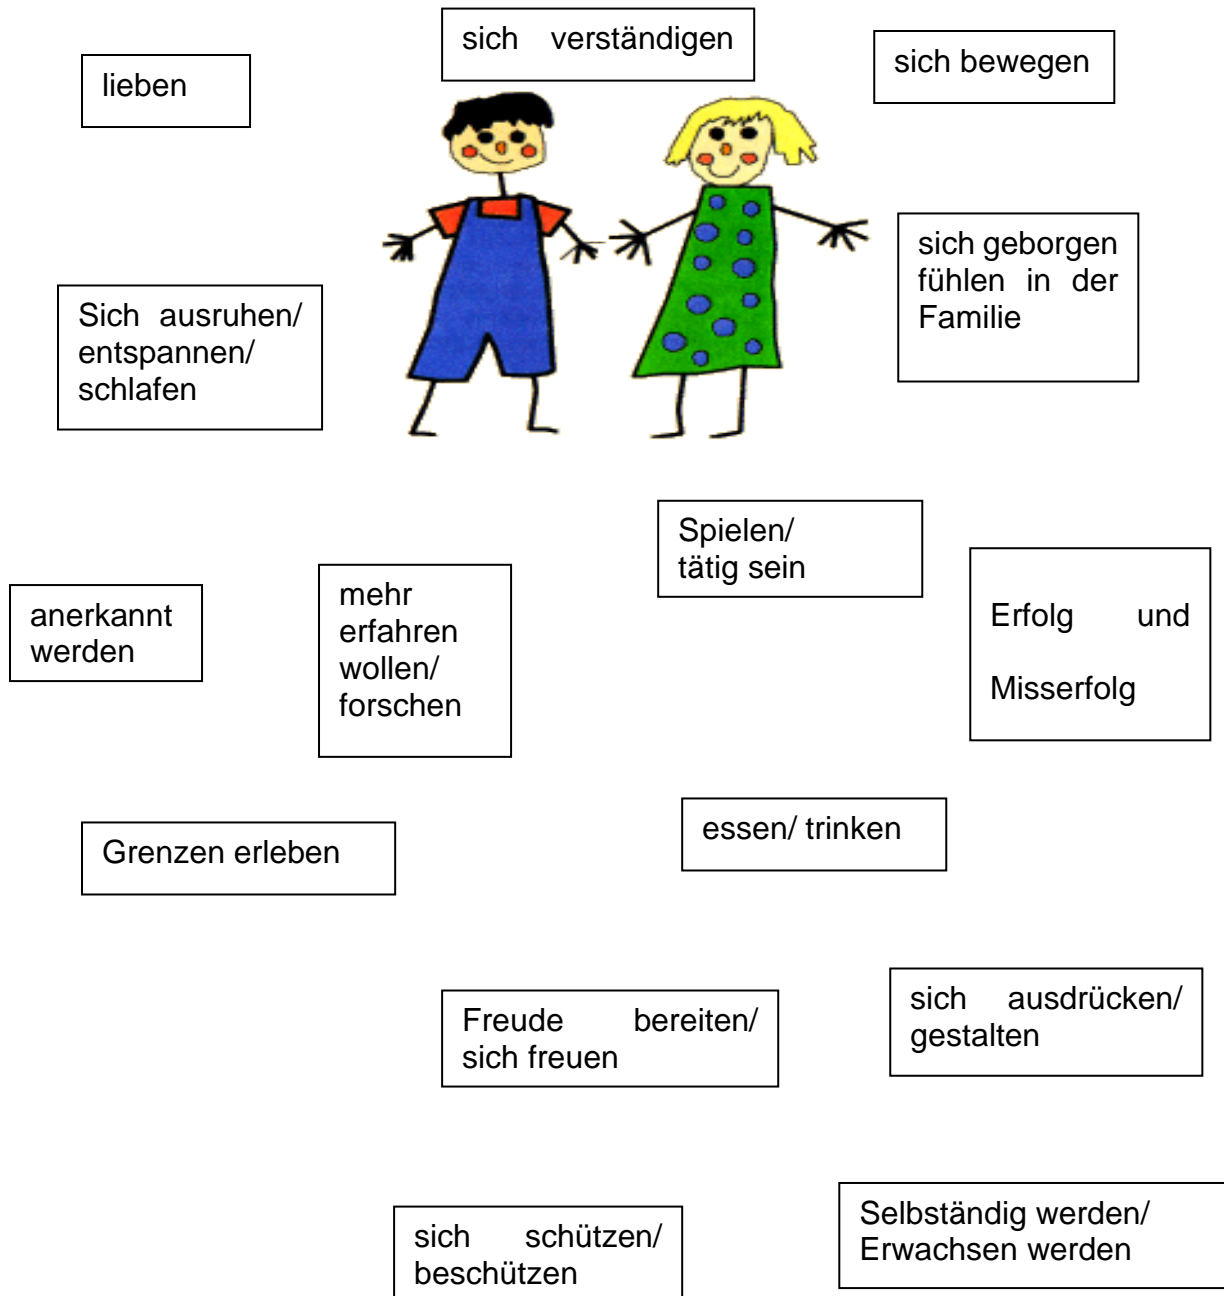 sich verständigen
lieben
sich bewegen
sich geborgen
fühlen in der
Familie
Sich ausruhen/
entspannen/
schlafen
Spielen/
tätig sein
anerkannt
werden
mehr
erfahren
wollen/
forschen
Erfolg und
Misserfolg
Grenzen erleben
essen/ trinken
Freude bereiten/
sich freuen
sich ausdrücken/
gestalten
sich schützen/
beschützen
Selbständig werden/
Erwachsen werden